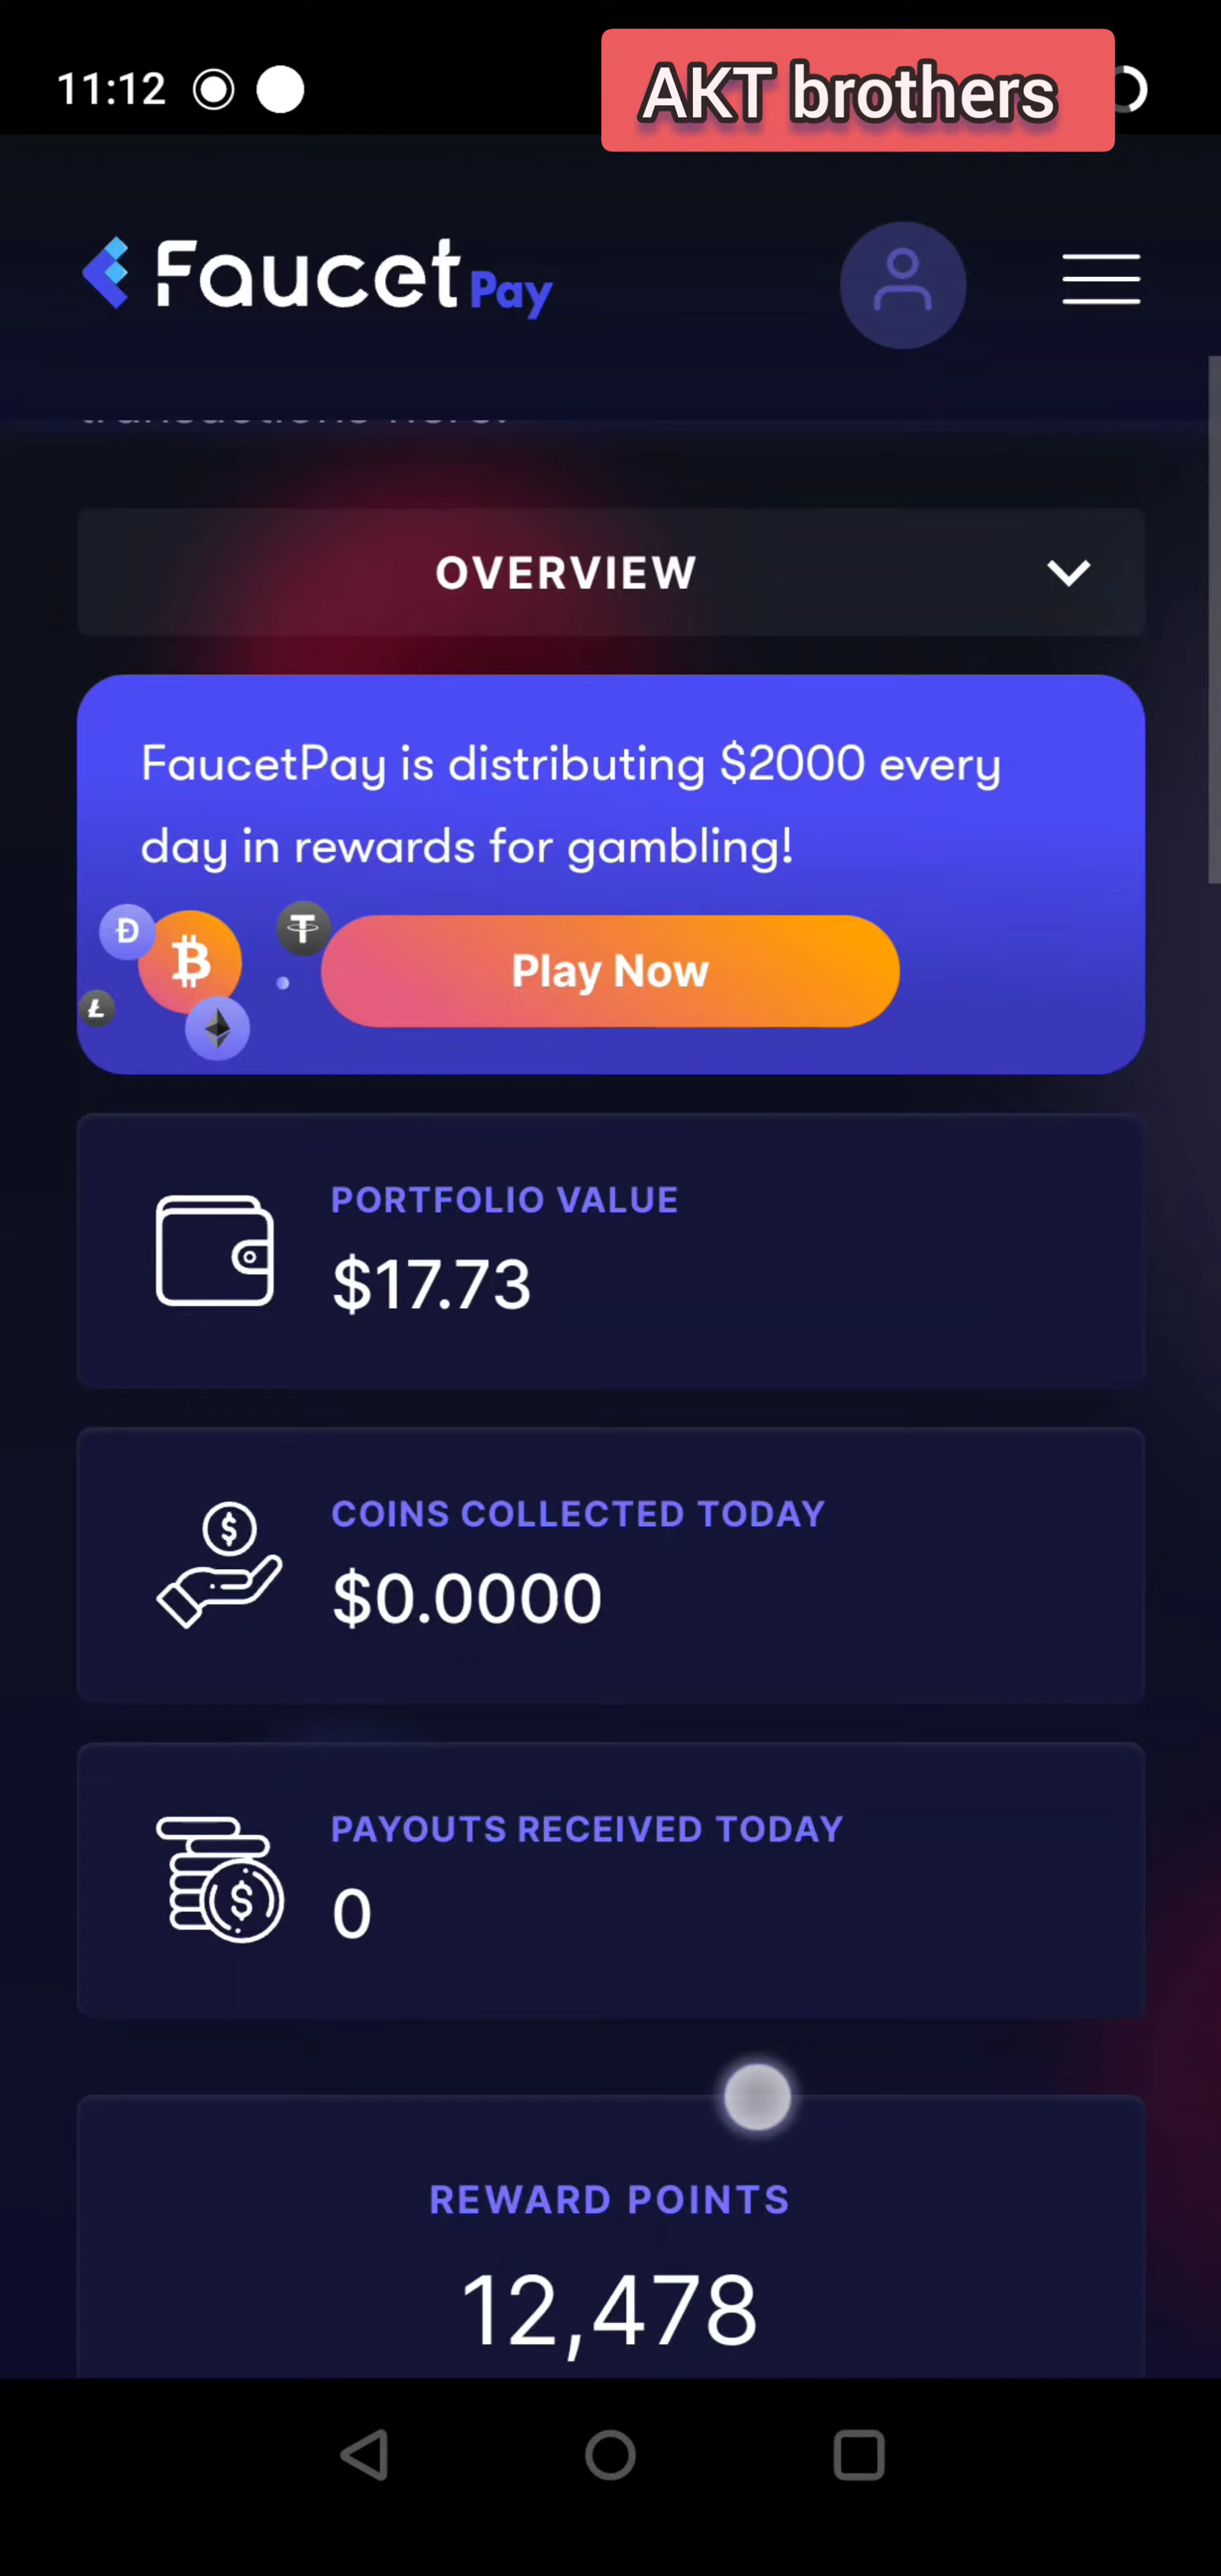 11:12
AKT brothers
Faucet Pay
OVERVIEW
FaucetPay is distributing $2000 every
day in rewards for gambling!
Play Now
PORTFOLIO VALUE
$17.73
COINS COLLECTED TODAY
$0.0000
PAYOUTS RECEIVED TODAY
0
REWARD POINTS
12,478